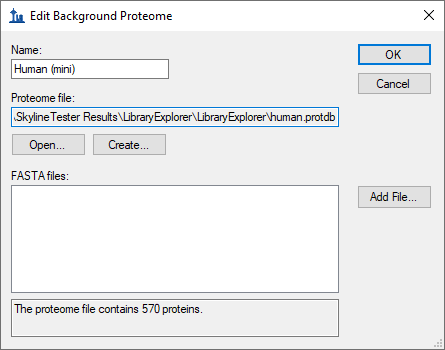 Edit Background Proteome
Name:
Human (mini)
OK
Cancel
Proteome file:
\SkylineTester Results\LibraryExplorer\LibraryExplorer\human.protdb
Open...
Create...
FASTA files:
Add File...
The proteome file contains 570 proteins.